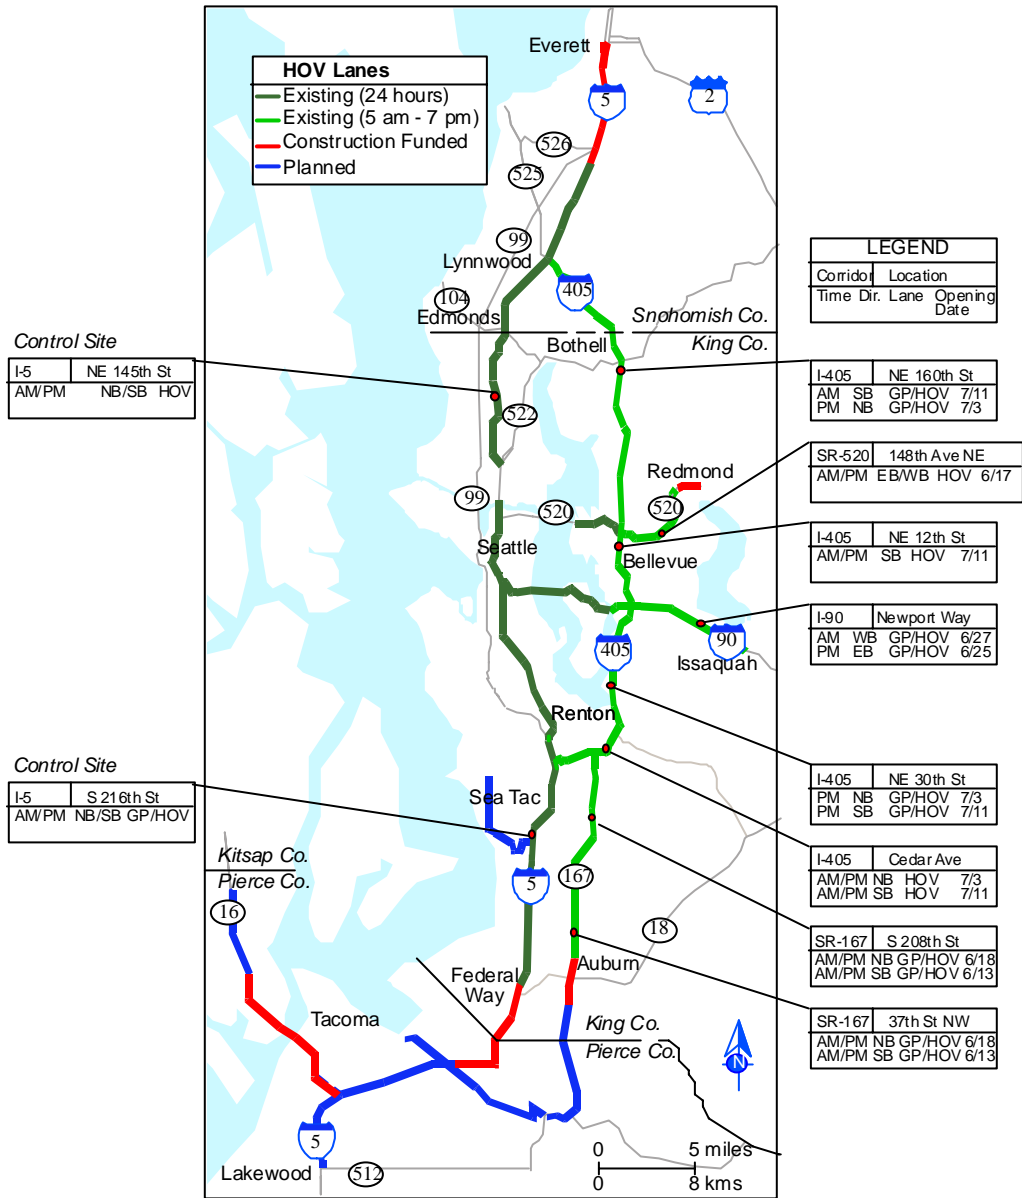 Everett
HOV Lanes
Existing (24 hours)
Existing (5 am - 7 pm)
Construction Funded
Planned
5
2
526
525
99
Lynnwood
405
104
Edmonds
Snohomish Co.
King Co.
Bothell
LEGEND
Corridor Location
Time Dir. Lane Opening
Date
Control Site
I-5 NE 145th St
AM/PM NB/SB HOV
I-405 NE 160th St
AM SB GP/HOV 7/11
PM NB GP/HOV 7/3
522
Redmond
SR-520 148th Ave NE
AM/PM EB/WB HOV 6/17
99
520
520
Seattle
Bellevue
I-405 NE 12th St
AM/PM SB HOV 7/11
I-90 Newport Way
AM WB GP/HOV 6/27
PM EB GP/HOV 6/25
90
405
Issaquah
Renton
Control Site
I-5 S 216th St
AM/PM NB/SB GP/HOV
Sea Tac
I-405 NE 30th St
PM NB GP/HOV 7/3
PM SB GP/HOV 7/11
Kitsap Co.
Pierce Co.
I-405 Cedar Ave
AM/PM NB HOV 7/3
AM/PM SB HOV 7/11
5
167
16
18
SR-167 S 208th St
AM/PM NB GP/HOV 6/18
AM/PM SB GP/HOV 6/13
Federal
Way
Auburn
Tacoma
King Co.
Pierce Co.
SR-167 37th St NW
AM/PM NB GP/HOV 6/18
AM/PM SB GP/HOV 6/13
N
5
Lakewood
512
0 5 miles
0 8 kms